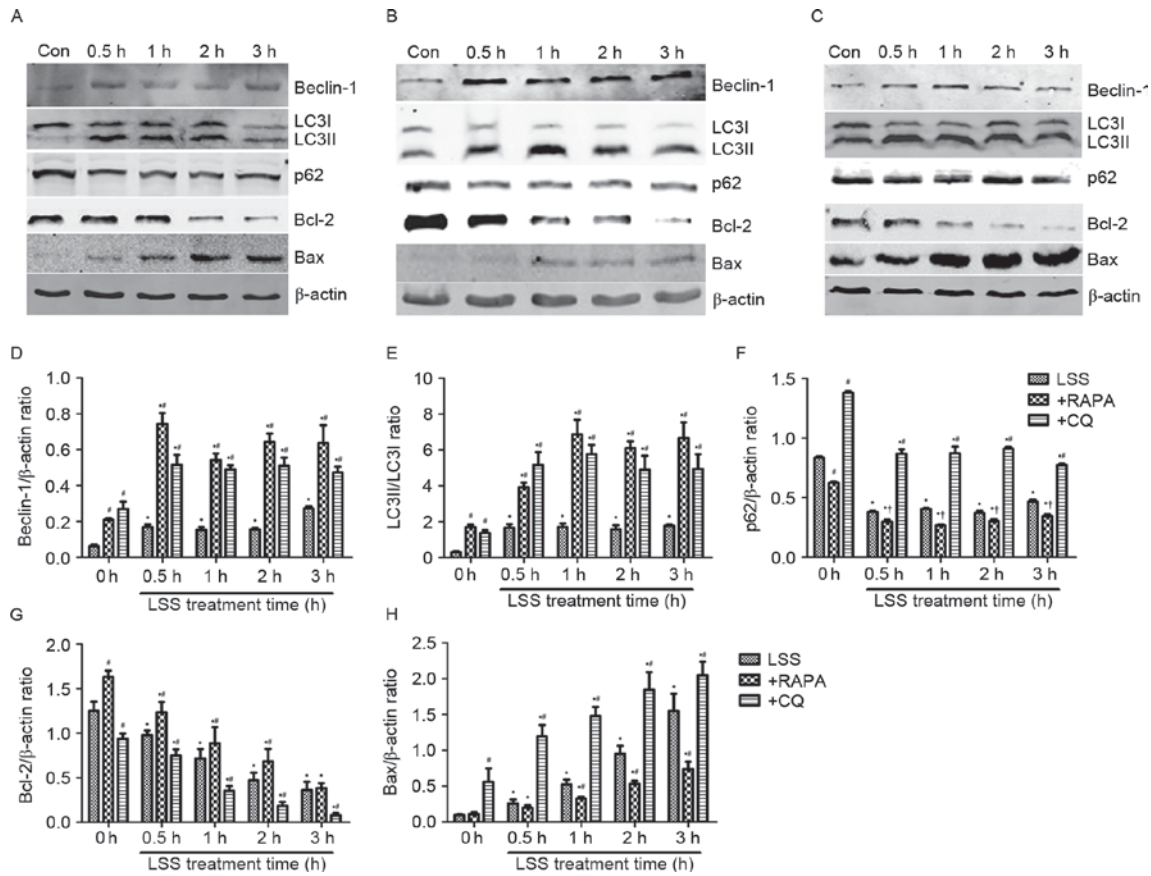 A
Con 0.5 h 1 h 2 h 3 h
Beclin-1
LC3I
LC3II
p62
Bcl-2
Bax
β-actin
B
Con 0.5 h 1 h 2 h 3 h
Beclin-1
LC3I
LC3II
p62
Bcl-2
Bax
β-actin
C
Con 0.5 h 1 h 2 h 3 h
Beclin-1
LC3I
LC3II
p62
Bcl-2
Bax
β-actin
D
Beclin-1/β-actin ratio
1.0
0.8
0.6
0.4
0.2
0.0
0 h 0.5 h 1 h 2 h 3 h
LSS treatment time (h)
E
LC3II/LC3I ratio
10
8
6
4
2
0
0 h 0.5 h 1 h 2 h 3 h
LSS treatment time (h)
F
p62/β-actin ratio
1.5
1.0
0.5
0.0
0 h 0.5 h 1 h 2 h 3 h
LSS treatment time (h)
LSS
+RAPA
+CQ
G
Bcl-2/β-actin ratio
2.0
1.5
1.0
0.5
0.0
0 h 0.5 h 1 h 2 h 3 h
LSS treatment time (h)
H
Bax/β-actin ratio
2.5
2.0
1.5
1.0
0.5
0.0
0 h 0.5 h 1 h 2 h 3 h
LSS treatment time (h)
LSS
+RAPA
+CQ